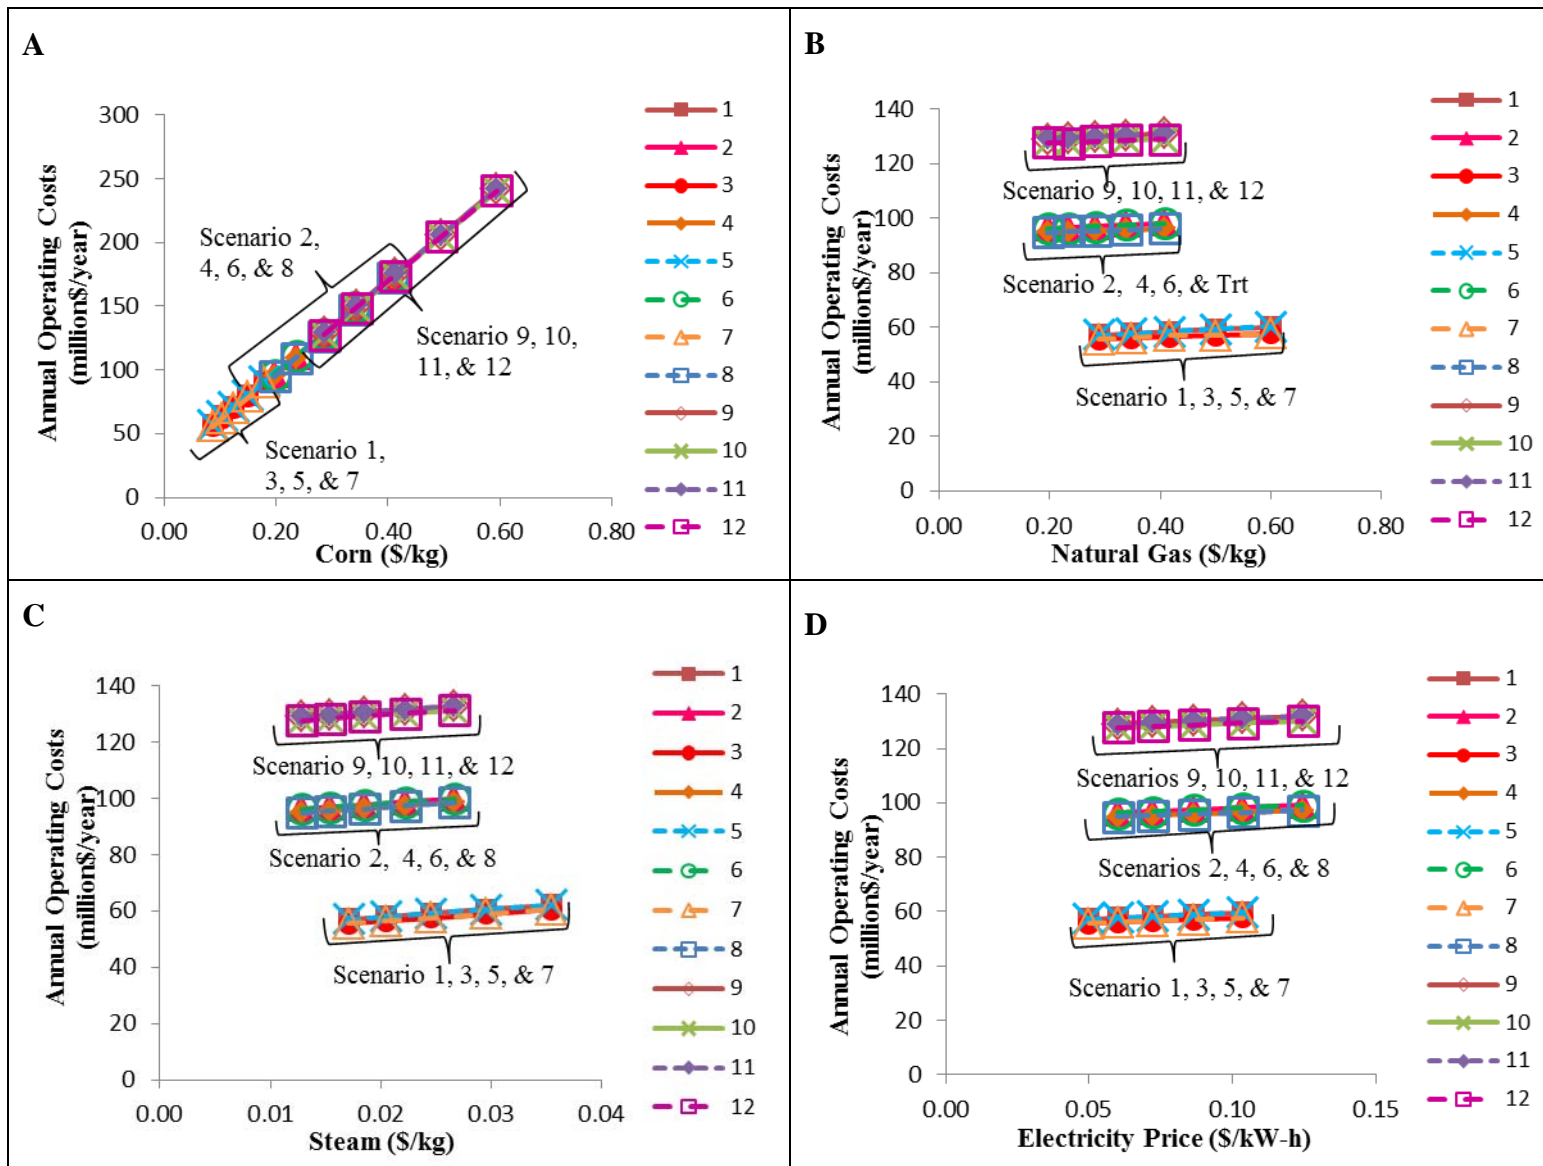 A
Annual Operating Costs
(million$/year)
300
250
200
150
100
50
0
0.00 0.20 0.40 0.60 0.80
Corn ($/kg)
Scenario 2,
4, 6, & 8
Scenario 9, 10,
11, & 12
Scenario 1,
3, 5, & 7
1
2
3
4
5
6
7
8
9
10
11
12
B
Annual Operating Costs
(million$/year)
140
120
100
80
60
40
20
0
0.00 0.20 0.40 0.60 0.80
Natural Gas ($/kg)
Scenario 9, 10, 11, & 12
Scenario 2, 4, 6, & Trt
Scenario 1, 3, 5, & 7
1
2
3
4
5
6
7
8
9
10
11
12
C
Annual Operating Costs
(million$/year)
140
120
100
80
60
40
20
0
0.00 0.01 0.02 0.03 0.04
Steam ($/kg)
Scenario 9, 10, 11, & 12
Scenario 2, 4, 6, & 8
Scenario 1, 3, 5, & 7
1
2
3
4
5
6
7
8
9
10
11
12
D
Annual Operating Costs
(million$/year)
140
120
100
80
60
40
20
0
0.00 0.05 0.10 0.15
Electricity Price ($/kW-h)
Scenarios 9, 10, 11, & 12
Scenarios 2, 4, 6, & 8
Scenario 1, 3, 5, & 7
1
2
3
4
5
6
7
8
9
10
11
12